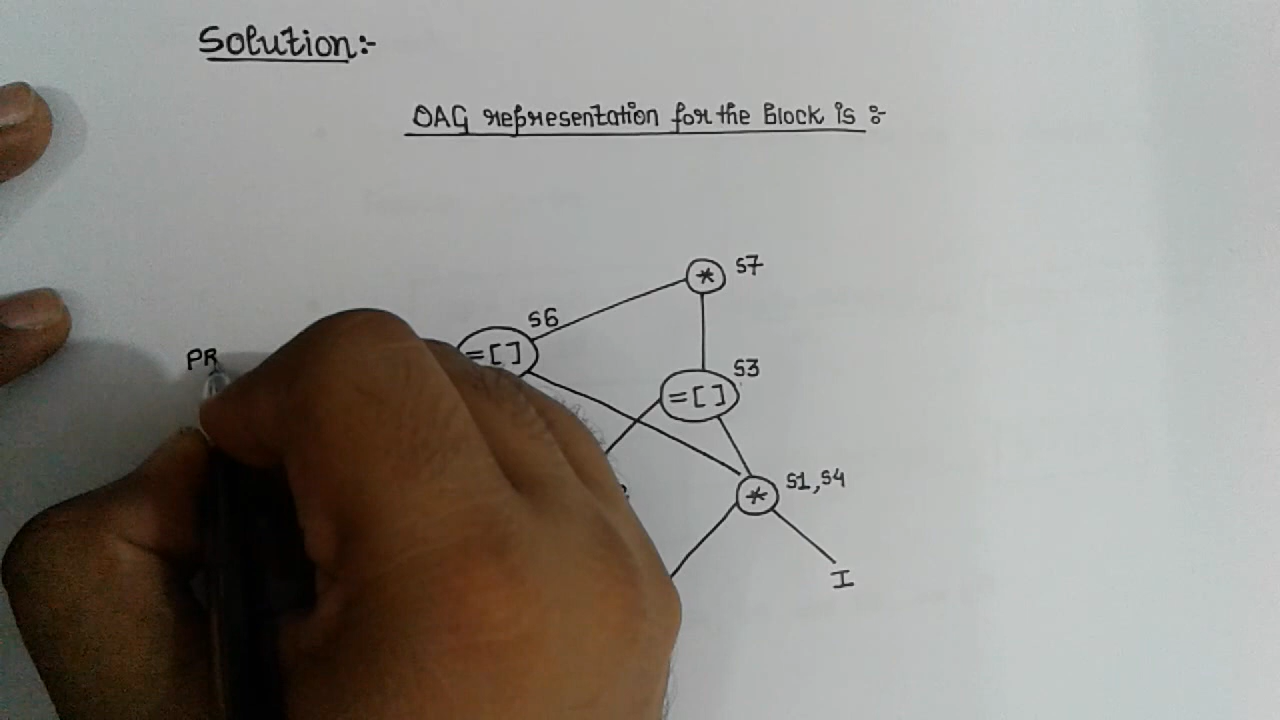 Solution:-
DAG representation for the Block is :-
* S7
S6
= [ ]
S3
= [ ]
PR
* S1,S4
I